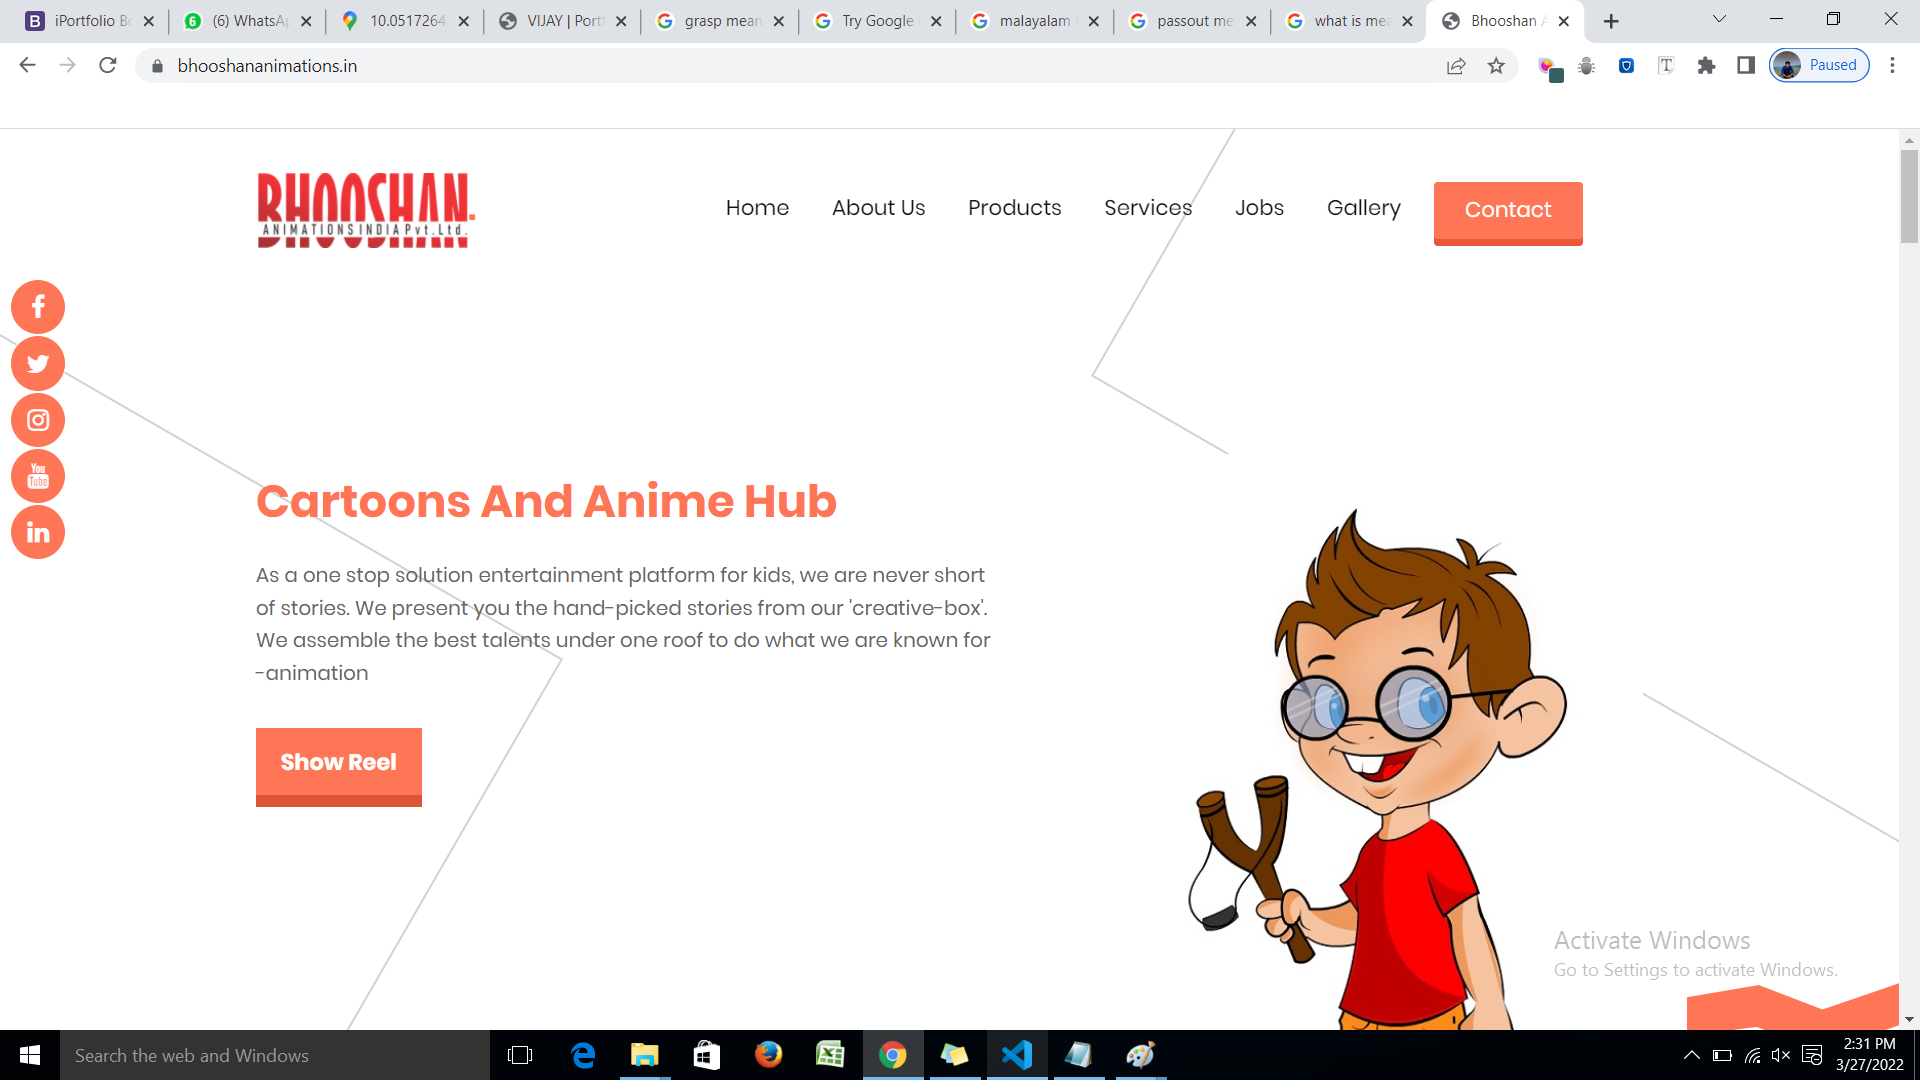 iPortfolio Bo
(6) WhatsAp
10.0517264
VIJAY | Portf
grasp mean
Try Google
malayalam
passout me
what is mea
Bhooshan A
bhooshananimations.in
Paused
BHOOSHAN.
ANIMATIONS INDIA Pvt.Ltd.
Home
About Us
Products
Services
Jobs
Gallery
Contact
You
Tube
Cartoons And Anime Hub
As a one stop solution entertainment platform for kids, we are never short
of stories. We present you the hand-picked stories from our 'creative-box'.
We assemble the best talents under one roof to do what we are known for
-animation
Show Reel
Activate Windows
Go to Settings to activate Windows.
Search the web and Windows
2:31 PM
3/27/2022